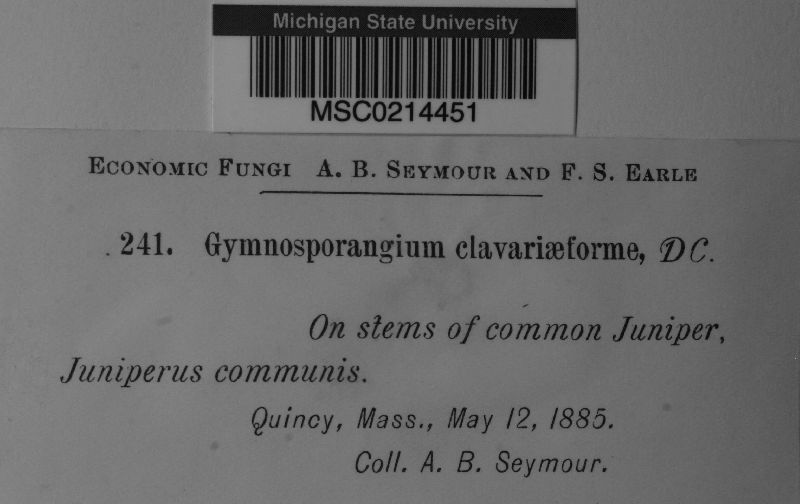 Michigan State University
MSC0214451
Economic Fungi A. B. Seymour and F. S. Earle
241. Gymnosporangium clavariæforme, DC.
On stems of common Juniper,
Juniperus communis.
Quincy, Mass., May 12, 1885.
Coll. A. B. Seymour.